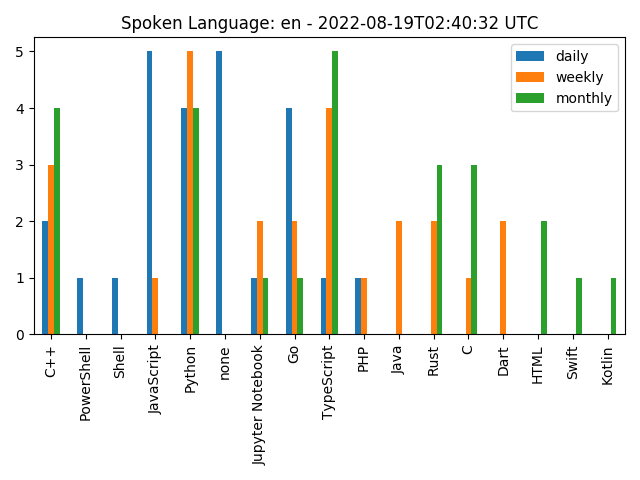 Spoken Language: en - 2022-08-19T02:40:32 UTC
daily
weekly
monthly
5
4
3
2
1
0
C++
PowerShell
Shell
JavaScript
Python
none
Jupyter Notebook
Go
TypeScript
PHP
Java
Rust
C
Dart
HTML
Swift
Kotlin